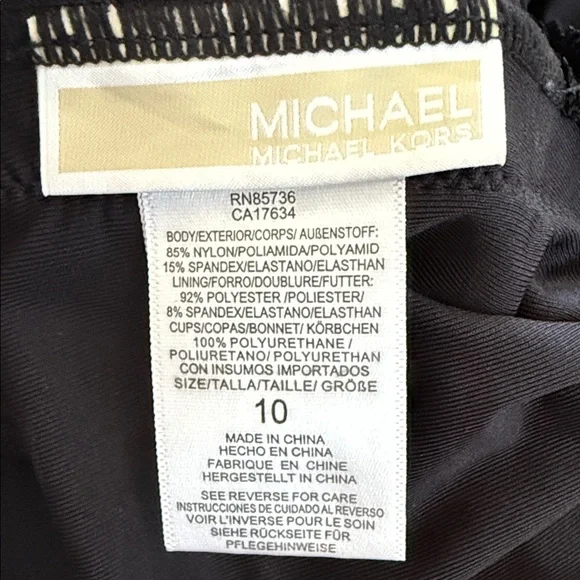 MICHAEL
MICHAEL KORS
RN85736
CA17634
BODY/EXTERIOR/CORPS/ AUßENSTOFF:
85% NYLON/POLIAMIDA/POLYAMID
15% SPANDEX/ELASTANO/ELASTHAN
LINING/FORRO/DOUBLURE/FUTTER:
92% POLYESTER /POLIESTER/
8% SPANDEX/ELASTANO/ELASTHAN
CUPS/COPAS/BONNET/ KÖRBCHEN
100% POLYURETHANE /
POLIURETANO/ POLYURETHAN
CON INSUMOS IMPORTADOS
SIZE/TALLA/TAILLE/ GRÖßE
10
MADE IN CHINA
HECHO EN CHINA
FABRIQUE EN CHINE
HERGESTELLT IN CHINA
SEE REVERSE FOR CARE
INSTRUCCIONES DE CUIDADO AL REVERSO
VOIR L'INVERSE POUR LE SOIN
SIEHE RÜCKSEITE FÜR
PFLEGEHINWEISE